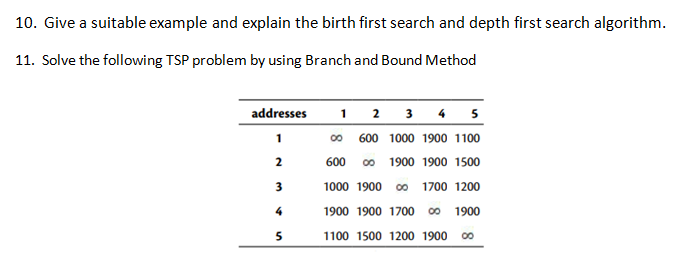 10. Give a suitable example and explain the birth first search and depth first search algorithm.
11. Solve the following TSP problem by using Branch and Bound Method
addresses 1 2 3 4 5
1 ∞ 600 1000 1900 1100
2 600 ∞ 1900 1900 1500
3 1000 1900 ∞ 1700 1200
4 1900 1900 1700 ∞ 1900
5 1100 1500 1200 1900 ∞